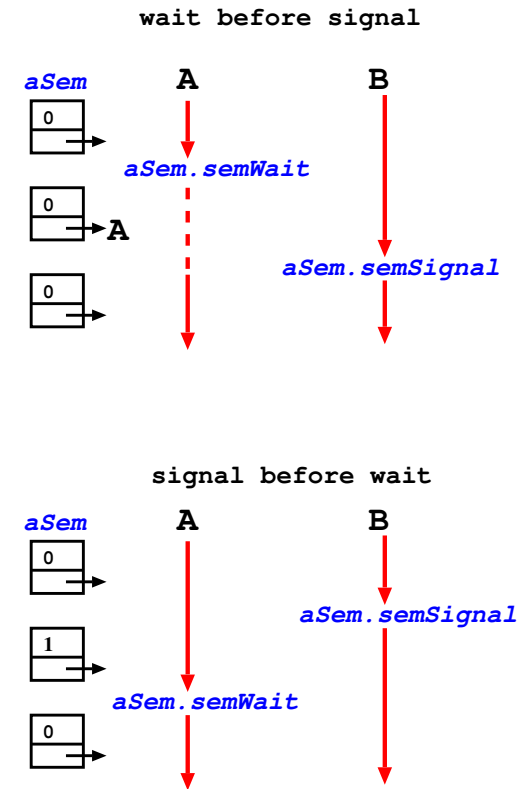 wait before signal
aSem A B
0
aSem.semWait
0
A
aSem.semSignal
0
signal before wait
aSem A B
0
aSem.semSignal
1
aSem.semWait
0